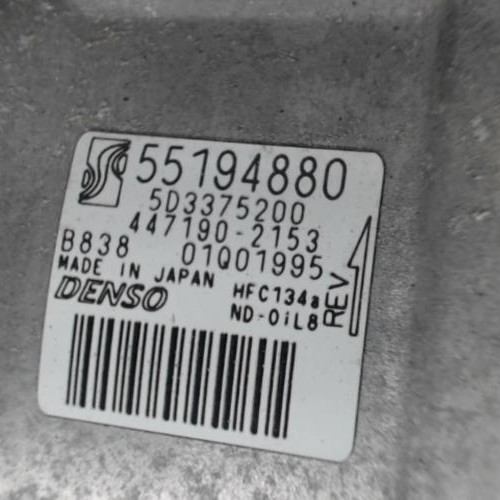 55194880
5D3375200
447190-2153
B838 01Q01995
MADE IN JAPAN HFC134a
DENSO ND-OiL8
REV